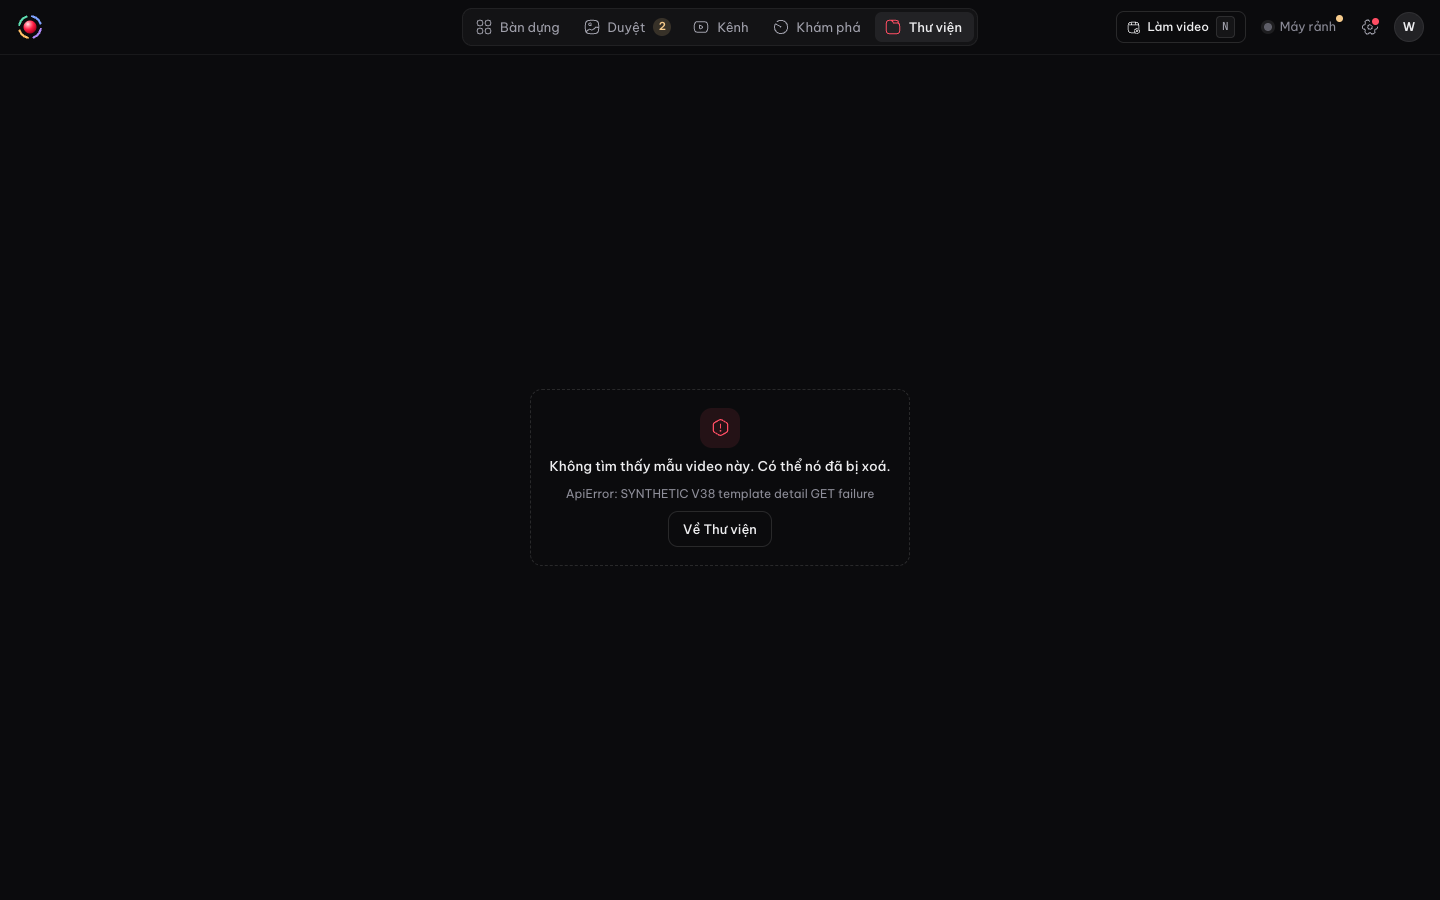 Bàn dựng
Duyệt 2
Kênh
Khám phá
Thư viện
Làm video N
Máy rảnh
W
Không tìm thấy mẫu video này. Có thể nó đã bị xoá.
ApiError: SYNTHETIC V38 template detail GET failure
Về Thư viện